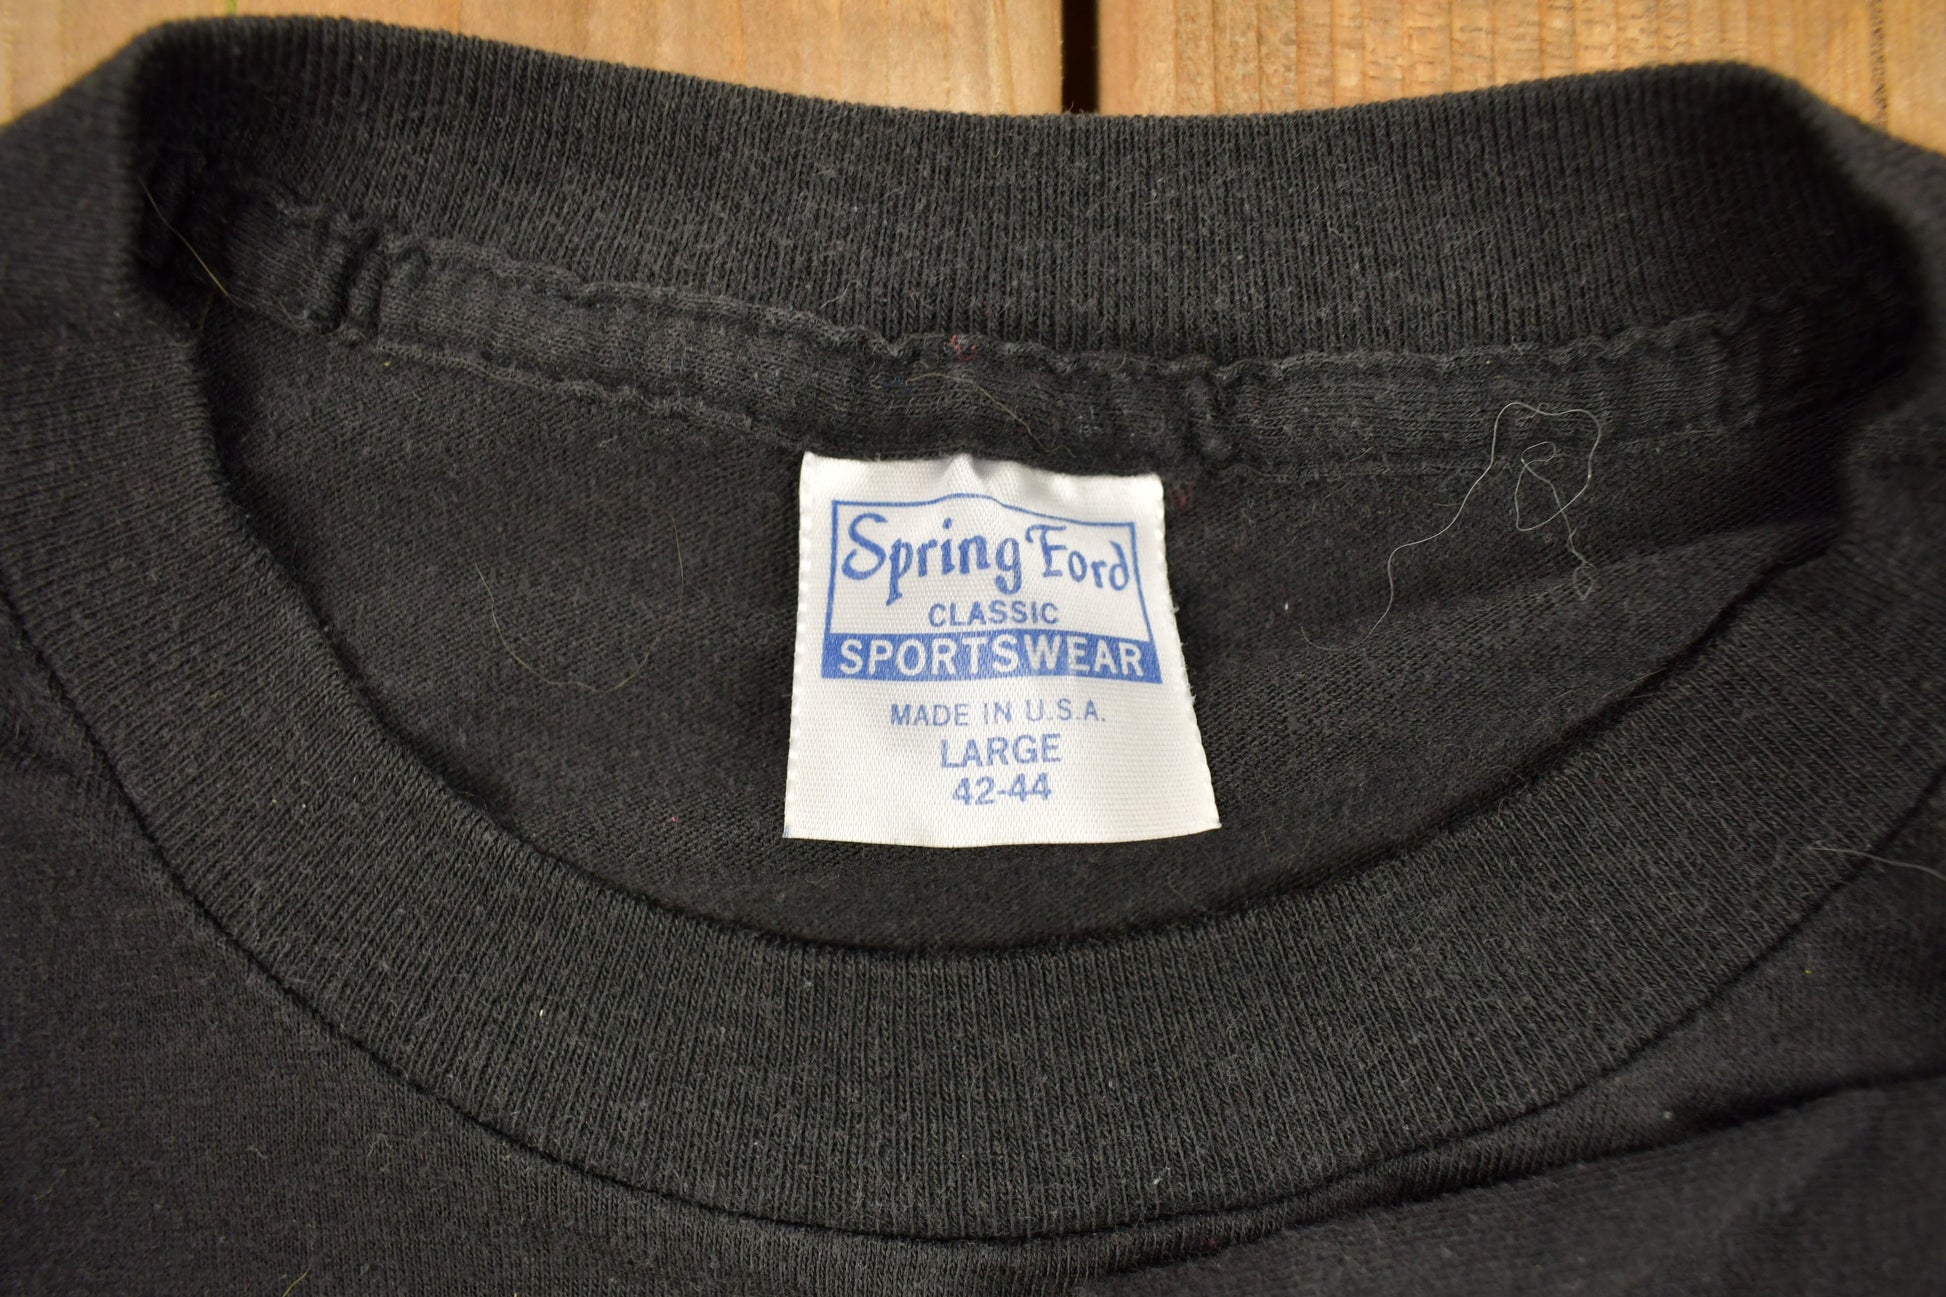 Spring Ford
CLASSIC
SPORTSWEAR
MADE IN U.S.A.
LARGE
42-44